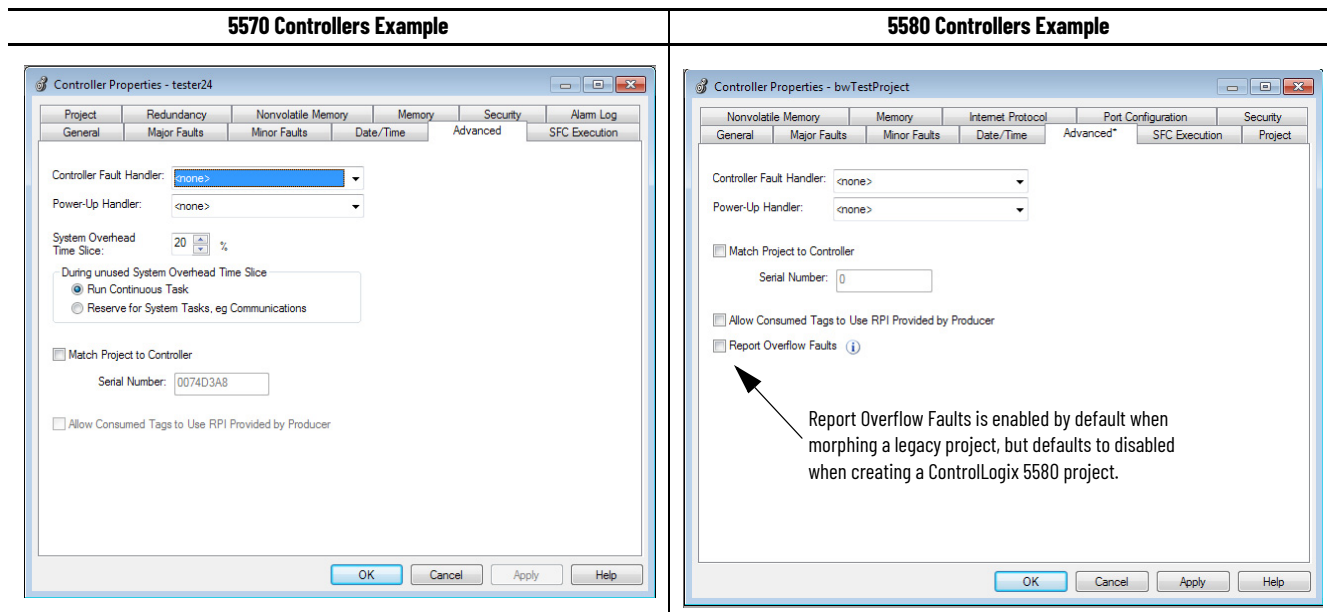 5570 Controllers Example
5580 Controllers Example
Controller Properties - tester24
Project Redundancy Nonvolatile Memory Memory Security Alarm Log
General Major Faults Minor Faults Date/Time Advanced SFC Execution
Controller Fault Handler: <none>
Power-Up Handler: <none>
System Overhead
Time Slice: 20 %
During unused System Overhead Time Slice
Run Continuous Task
Reserve for System Tasks, eg Communications
Match Project to Controller
Serial Number: 0074D3A8
Allow Consumed Tags to Use RPI Provided by Producer
OK Cancel Apply Help
Controller Properties - bwTestProject
Nonvolatile Memory Memory Internet Protocol Port Configuration Security
General Major Faults Minor Faults Date/Time Advanced* SFC Execution Project
Controller Fault Handler: <none>
Power-Up Handler: <none>
Match Project to Controller
Serial Number: 0
Allow Consumed Tags to Use RPI Provided by Producer
Report Overflow Faults
Report Overflow Faults is enabled by default when
morphing a legacy project, but defaults to disabled
when creating a ControlLogix 5580 project.
OK Cancel Apply Help